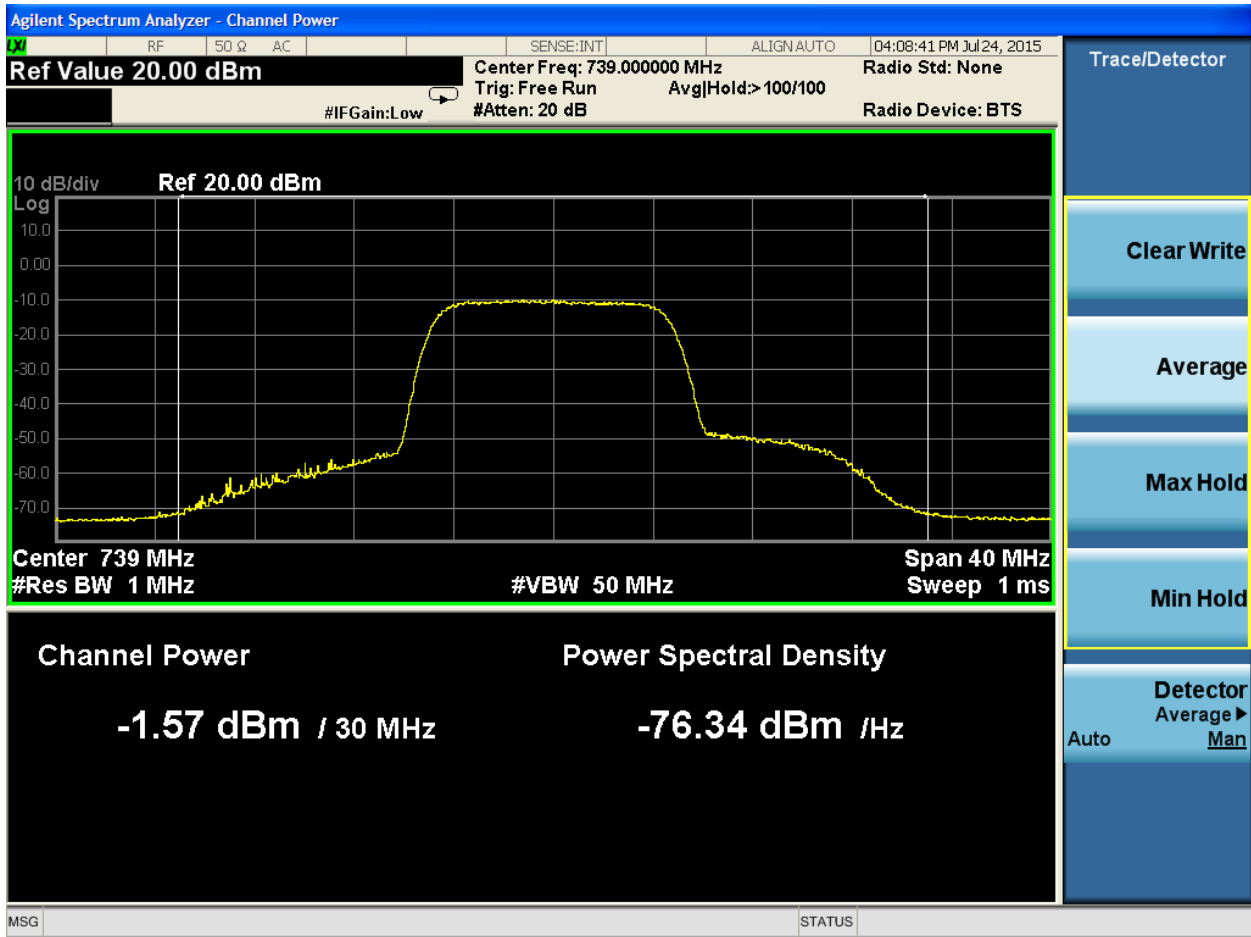 Agilent Spectrum Analyzer - Channel Power
LXI RF 50 Ω AC SENSE:INT ALIGNAUTO 04:08:41 PM Jul 24, 2015
Ref Value 20.00 dBm
Center Freq: 739.000000 MHz
Radio Std: None
Trig: Free Run Avg|Hold:> 100/100
#IFGain:Low
#Atten: 20 dB
Radio Device: BTS
10 dB/div Ref 20.00 dBm
Log
10.0
0.00
-10.0
-20.0
-30.0
-40.0
-50.0
-60.0
-70.0
Center 739 MHz Span 40 MHz
#Res BW 1 MHz #VBW 50 MHz Sweep 1 ms
Channel Power Power Spectral Density
-1.57 dBm / 30 MHz -76.34 dBm /Hz
Trace/Detector
Clear Write
Average
Max Hold
Min Hold
Detector
Average▶
Auto Man
MSG STATUS